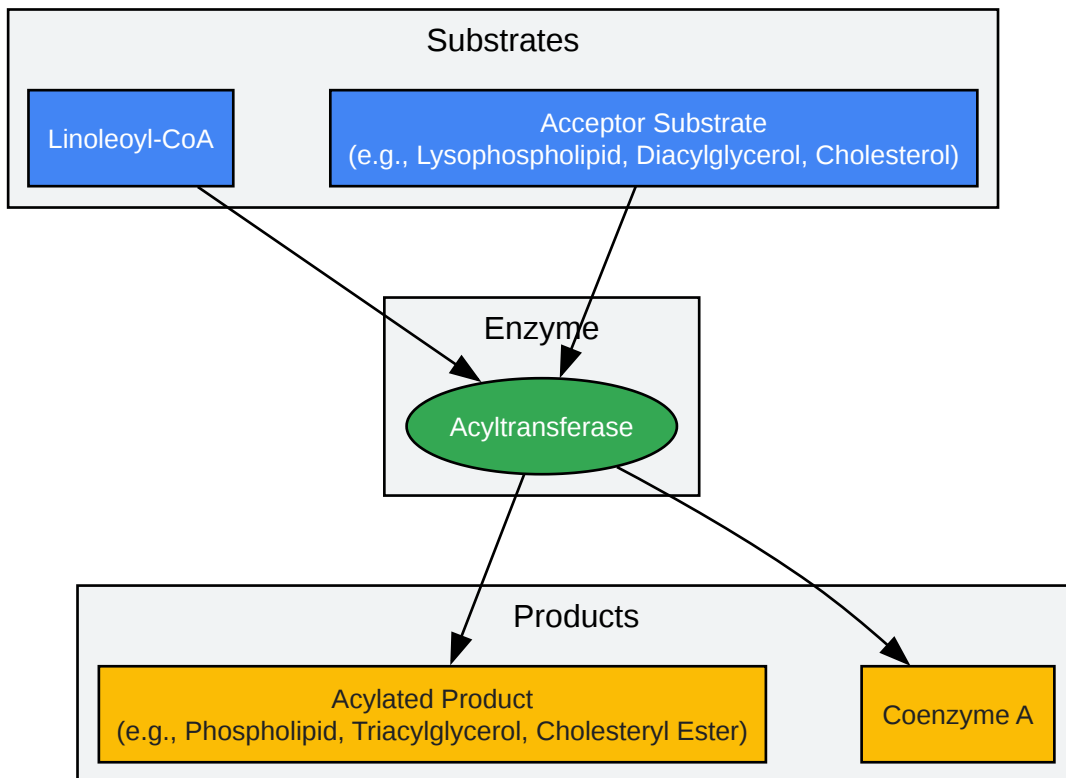 Substrates
Linoleoyl-CoA
Acceptor Substrate
(e.g., Lysophospholipid, Diacylglycerol, Cholesterol)
Enzyme
Acyltransferase
Products
Acylated Product
(e.g., Phospholipid, Triacylglycerol, Cholesteryl Ester)
Coenzyme A